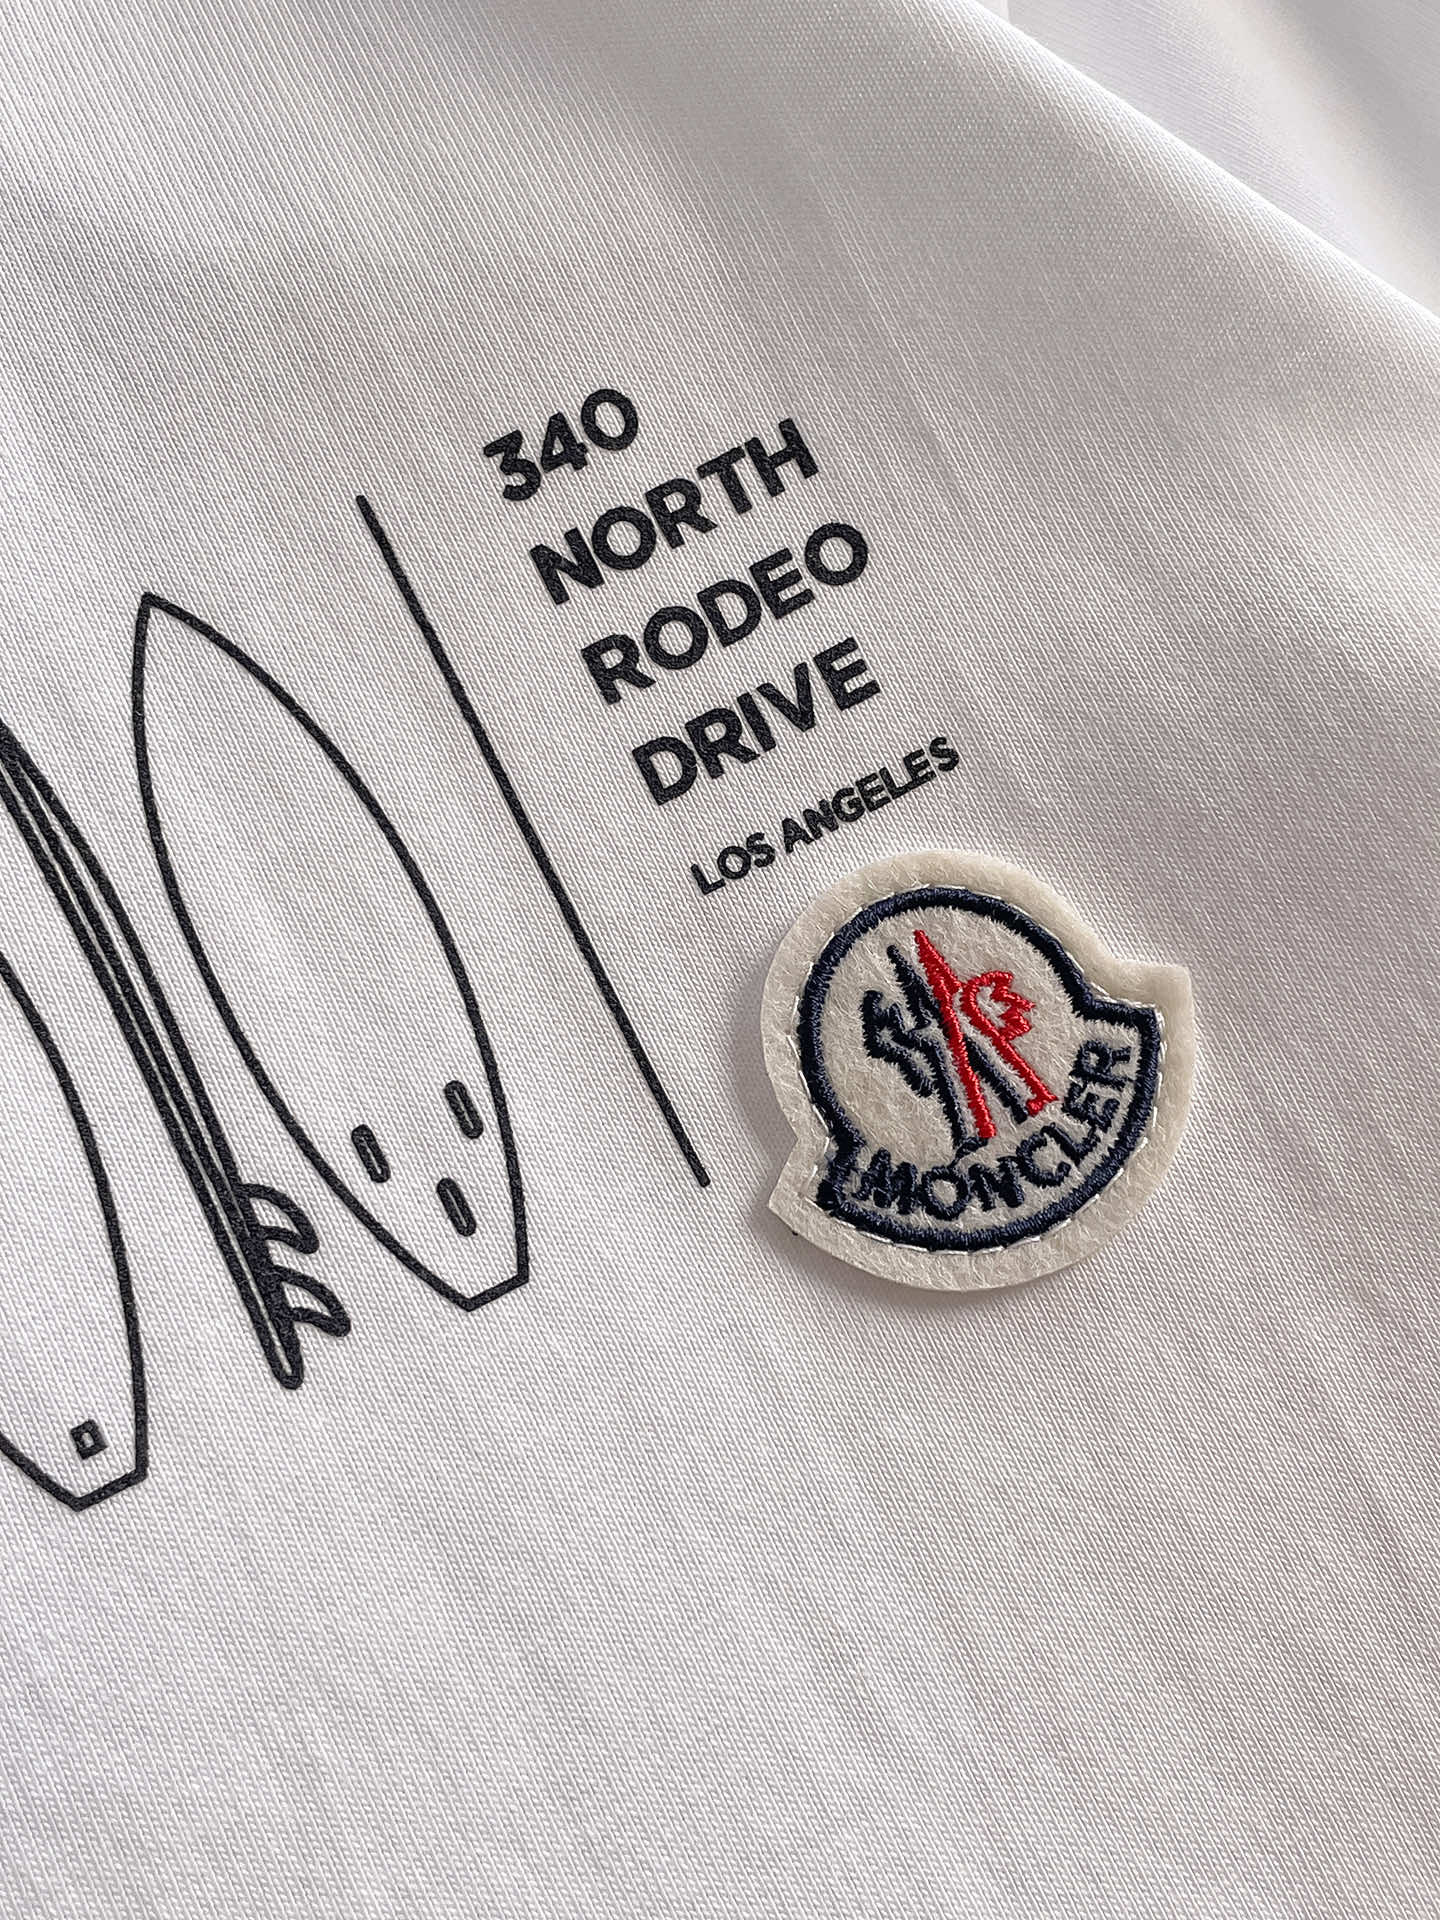 340
NORTH
RODEO
DRIVE
LOS ANGELES
MONCLER